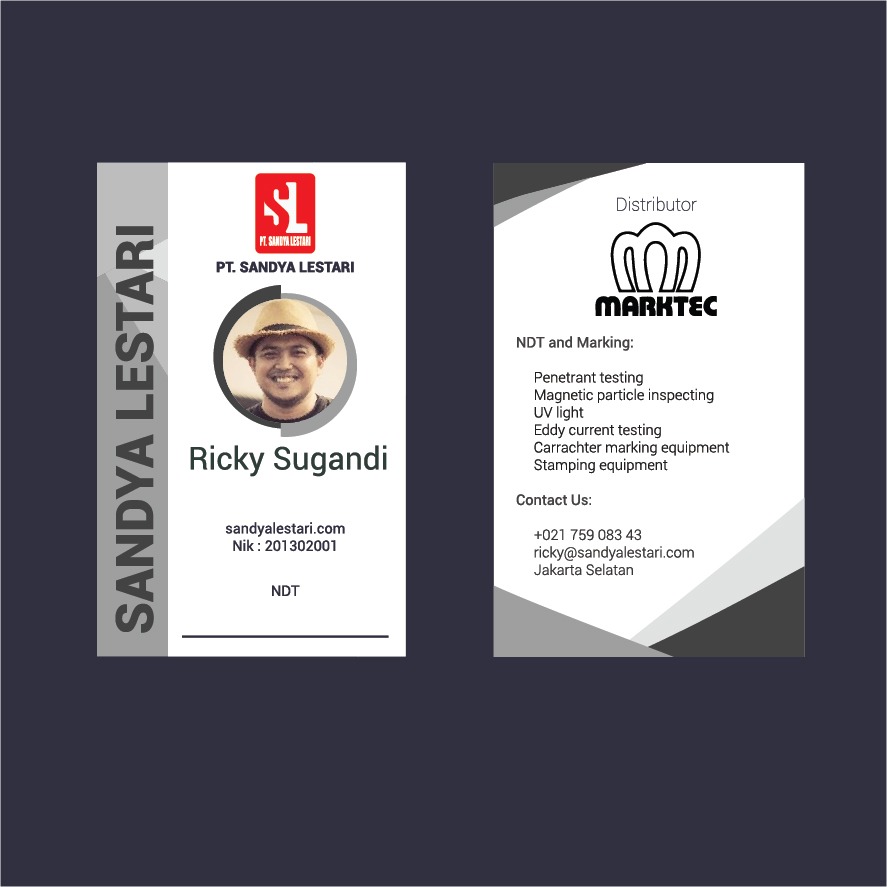 SANDYA LESTARI
SL
PT. SANDYA LESTARI
PT. SANDYA LESTARI
Ricky Sugandi
sandyalestari.com
Nik : 201302001
NDT
Distributor
MARKTEC
NDT and Marking:
Penetrant testing
Magnetic particle inspecting
UV light
Eddy current testing
Carrachter marking equipment
Stamping equipment
Contact Us:
+021 759 083 43
ricky@sandyalestari.com
Jakarta Selatan